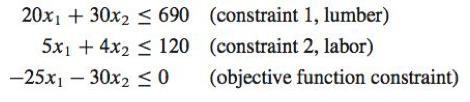 20x₁ + 30x₂ ≤ 690 (constraint 1, lumber)
5x₁ + 4x₂ ≤ 120 (constraint 2, labor)
−25x₁ − 30x₂ ≤ 0 (objective function constraint)